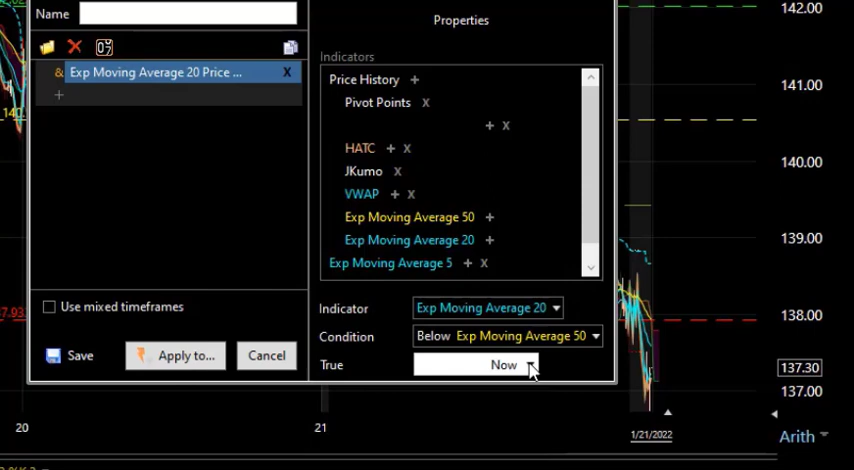 Name
Properties
Indicators
& Exp Moving Average 20 Price ... X
+
Price History +
Pivot Points X
+ X
HATC + X
JKumo X
VWAP + X
Exp Moving Average 50 +
Exp Moving Average 20 +
Exp Moving Average 5 + X
Use mixed timeframes
Save
Apply to...
Cancel
Indicator Exp Moving Average 20
Condition Below Exp Moving Average 50
True Now
142.00
141.00
140.00
139.00
138.00
137.30
137.00
20
21
1/21/2022
Arith